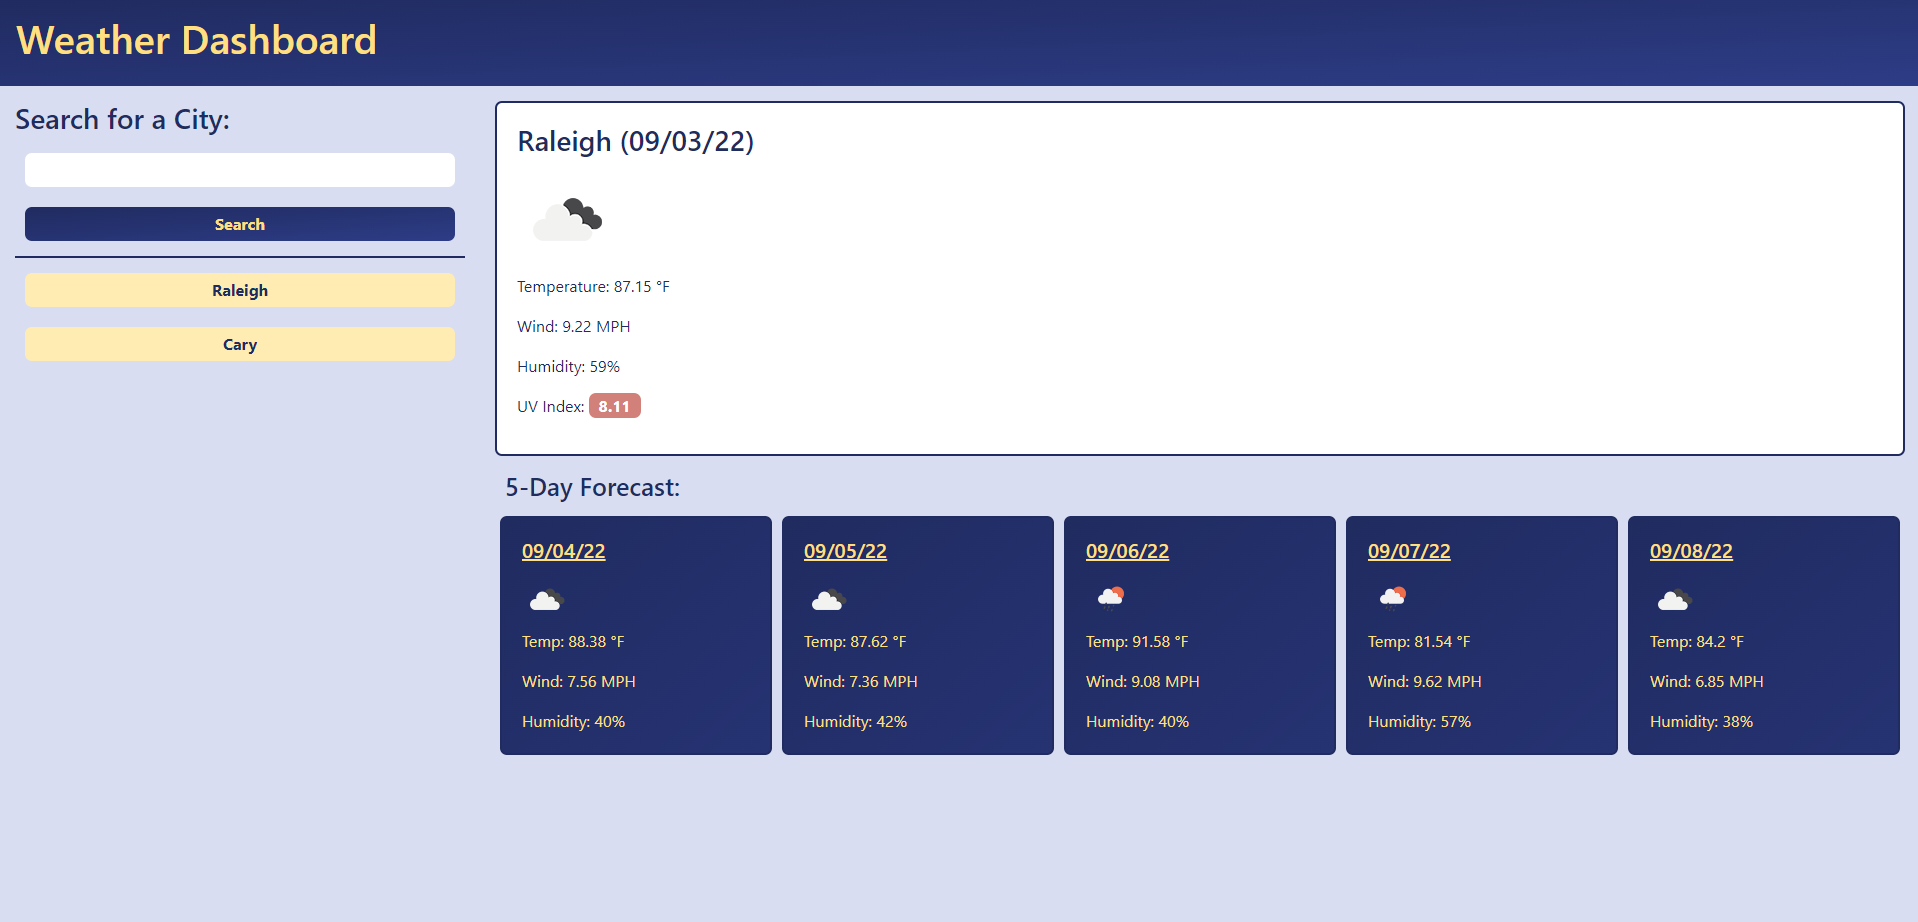 Weather Dashboard
Search for a City:
Search
Raleigh
Cary
Raleigh (09/03/22)
Temperature: 87.15 °F
Wind: 9.22 MPH
Humidity: 59%
UV Index: 8.11
5-Day Forecast:
09/04/22
Temp: 88.38 °F
Wind: 7.56 MPH
Humidity: 40%
09/05/22
Temp: 87.62 °F
Wind: 7.36 MPH
Humidity: 42%
09/06/22
Temp: 91.58 °F
Wind: 9.08 MPH
Humidity: 40%
09/07/22
Temp: 81.54 °F
Wind: 9.62 MPH
Humidity: 57%
09/08/22
Temp: 84.2 °F
Wind: 6.85 MPH
Humidity: 38%